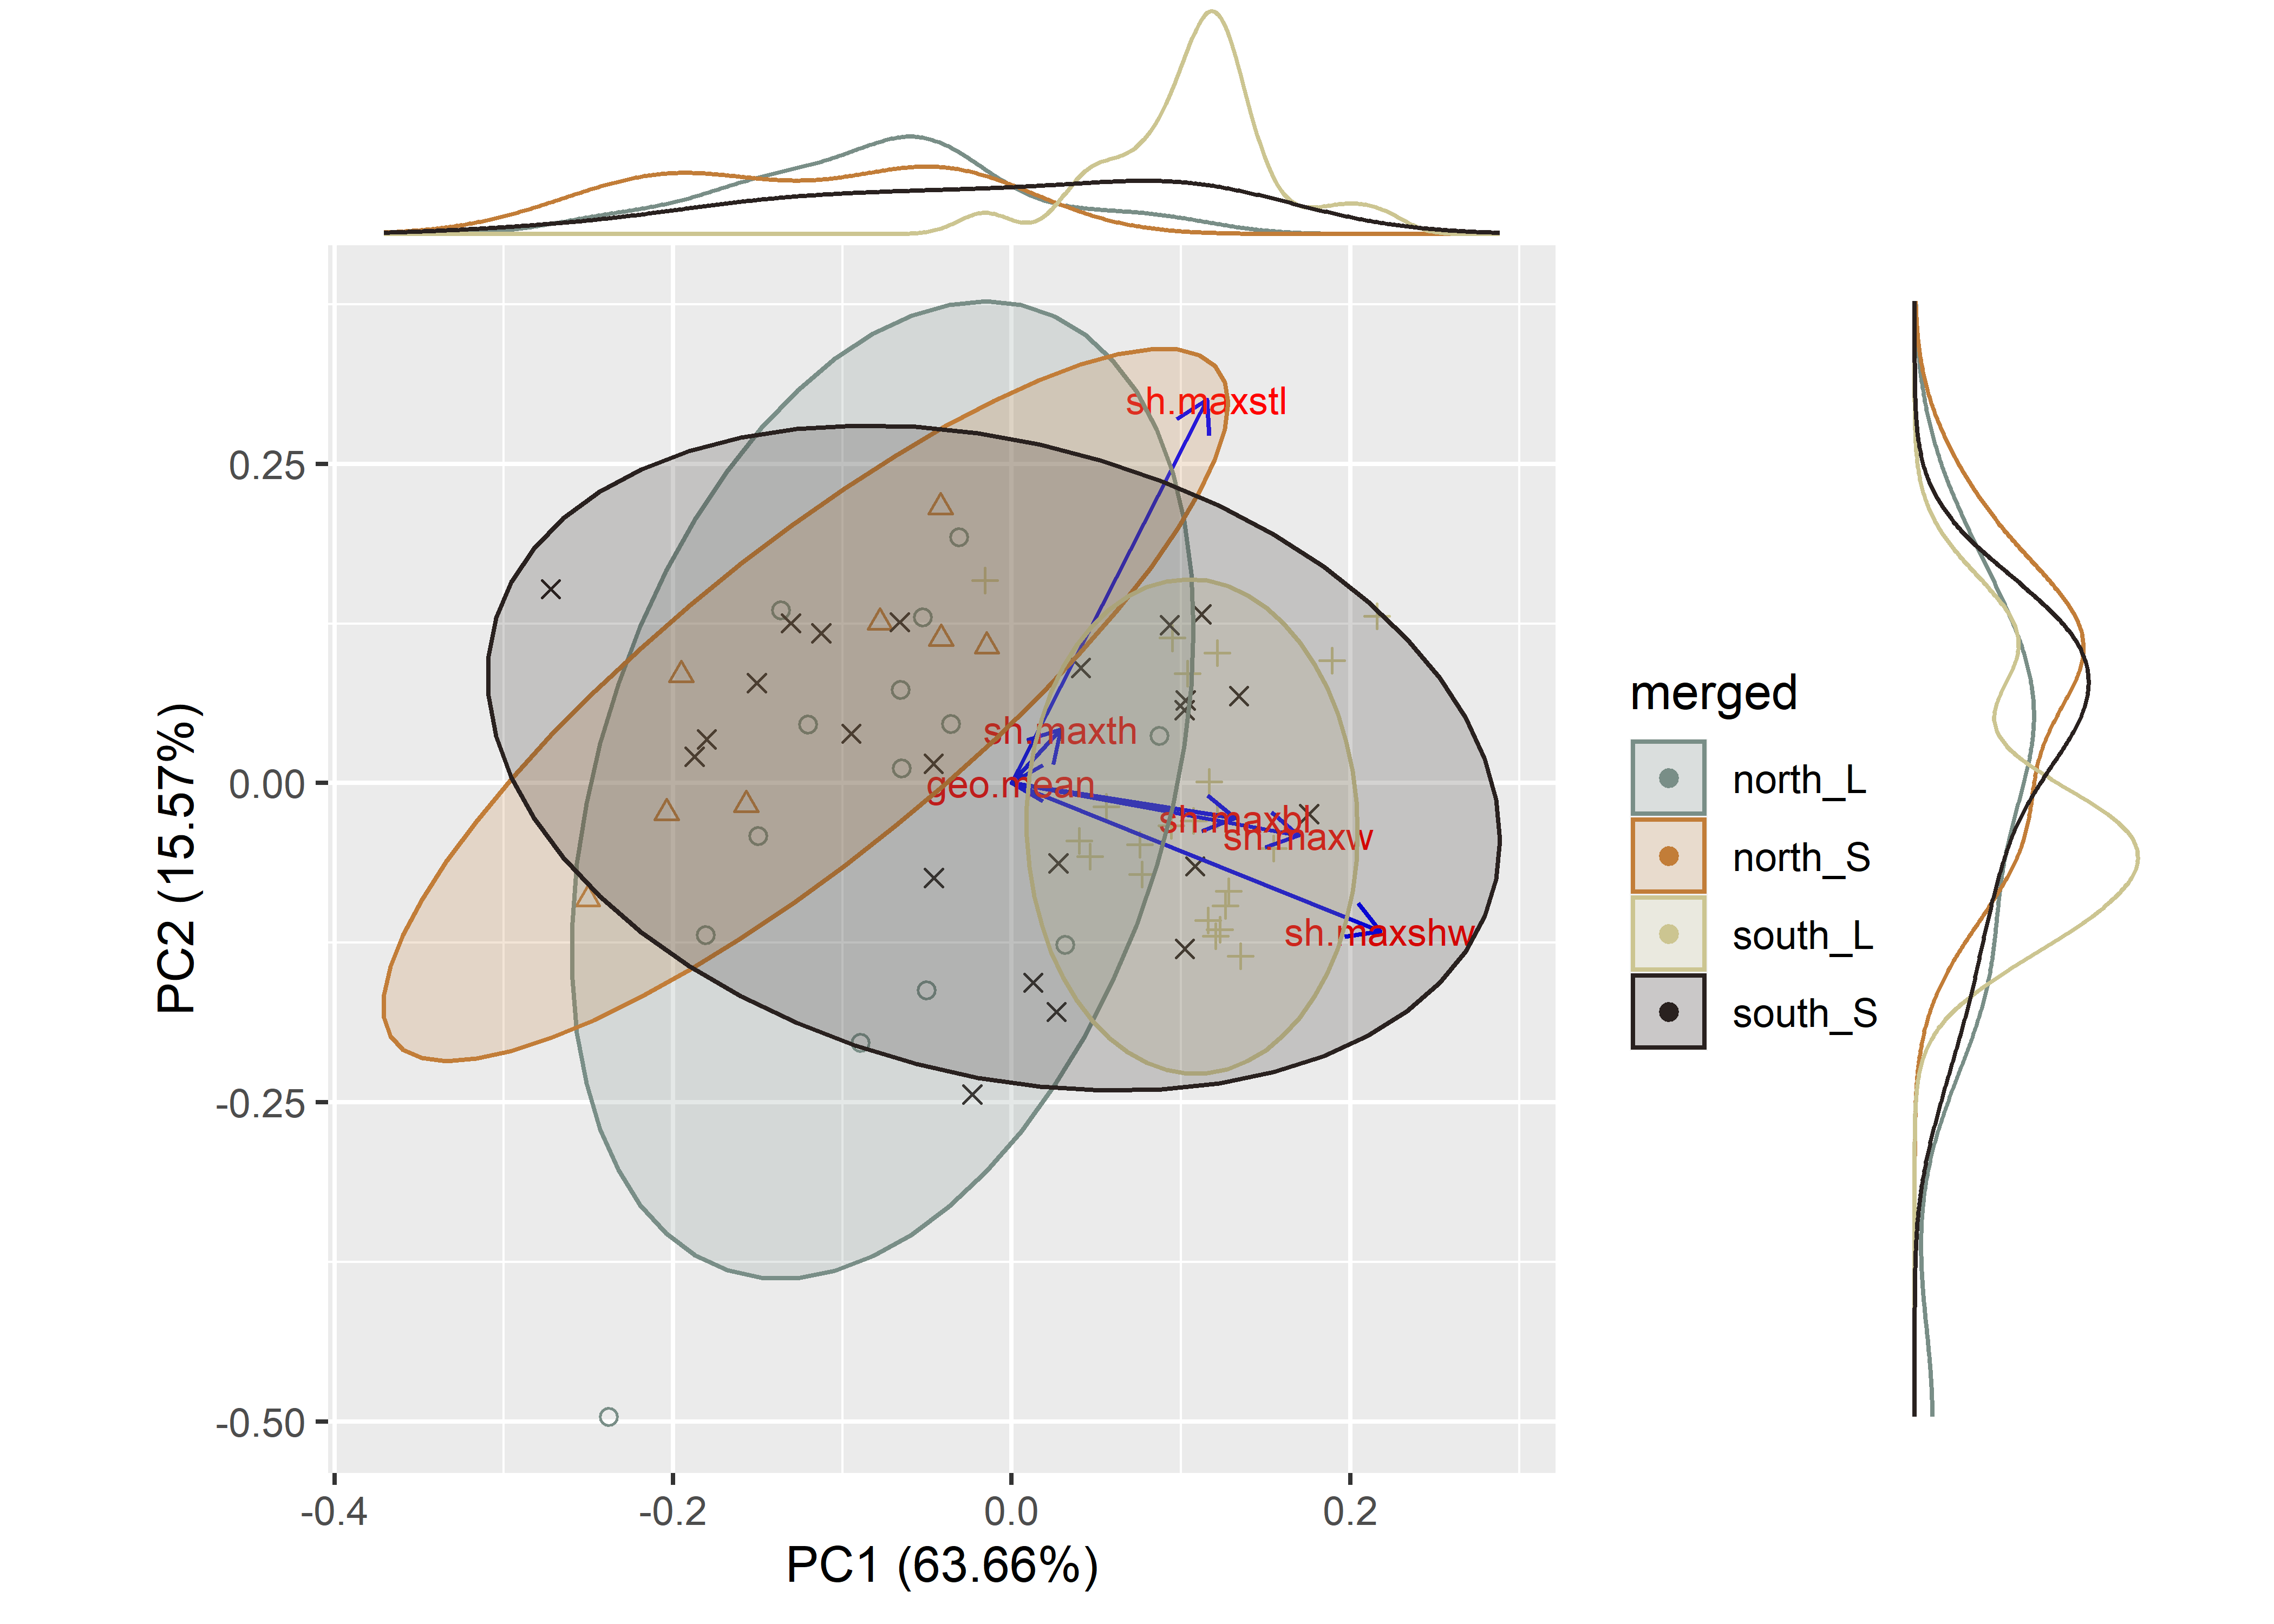 sh.maxstl
0.25
sh.maxth
0.00
geo.mean
sh.maxbl
sh.maxw
sh.maxshw
-0.25
-0.50
PC2 (15.57%)
-0.4
-0.2
0.0
0.2
PC1 (63.66%)
merged
north_L
north_S
south_L
south_S